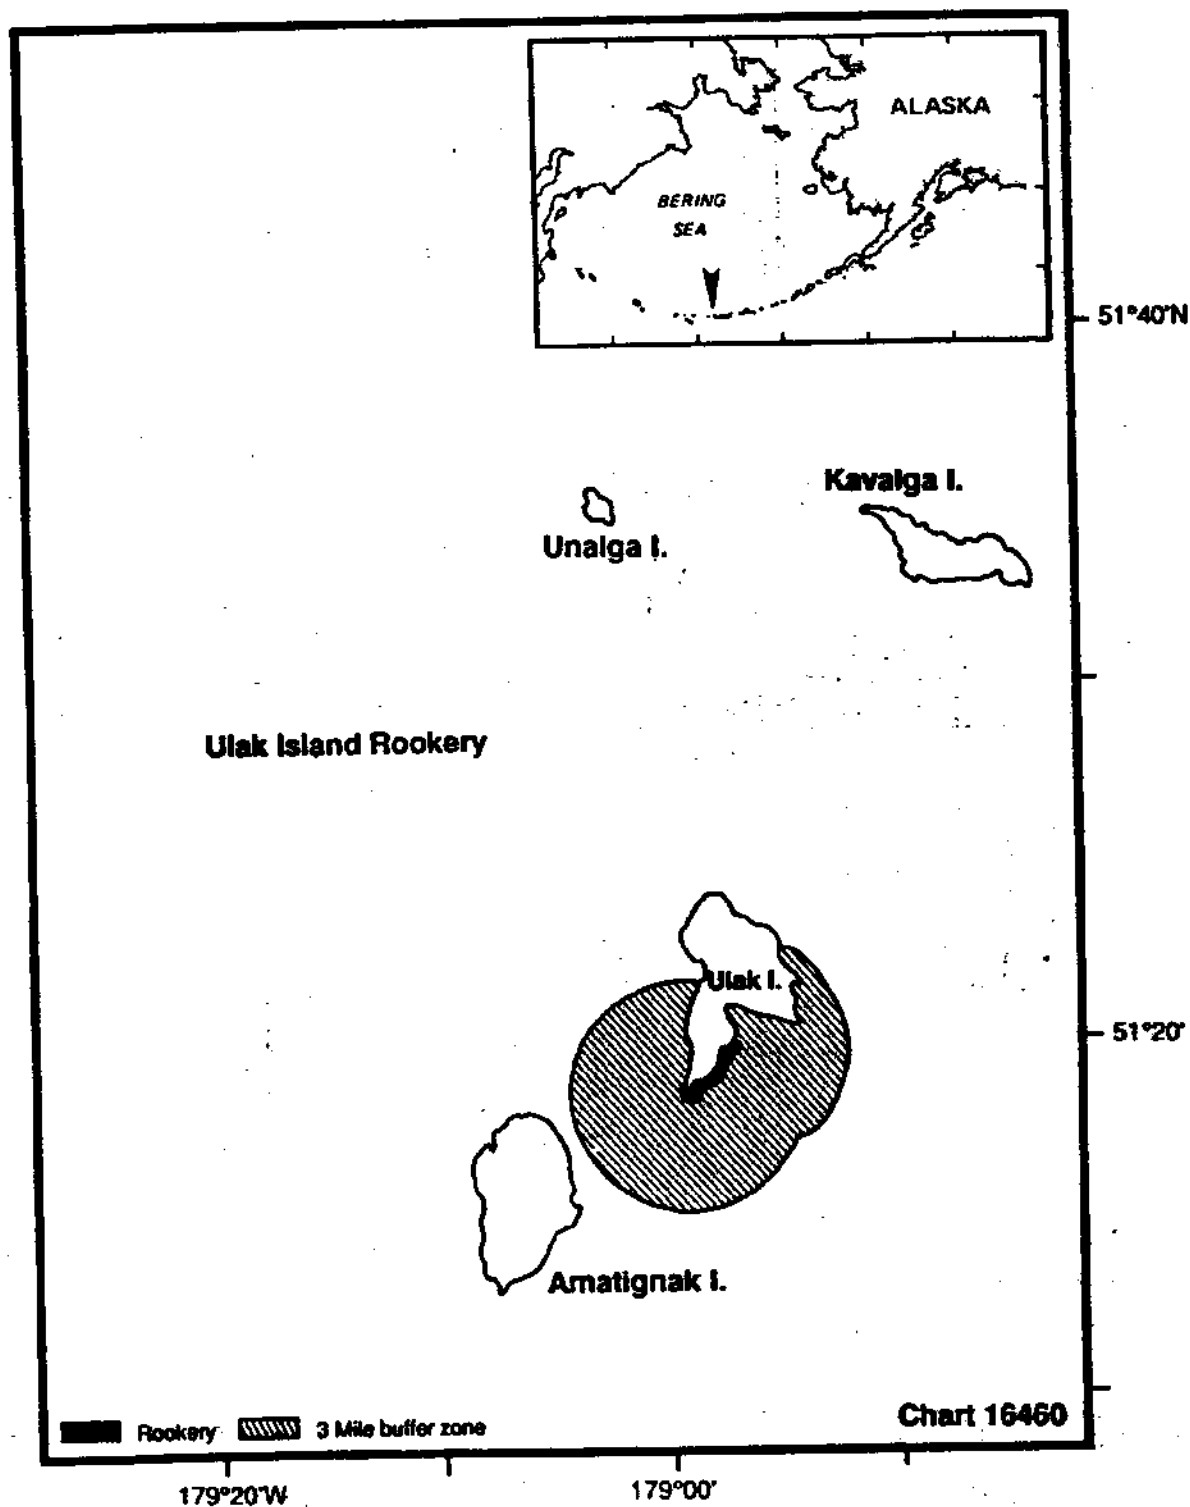 ALASKA
BERING
SEA
51°40'N
Kavalga I.
Unalga I.
Ulak Island Rookery
Ulak I.
51°20'
Amatignak I.
Chart 16460
Rookery
3 Mile buffer zone
179°20'W
179°00'